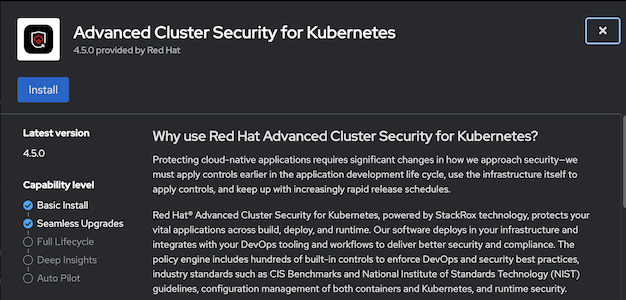 Advanced Cluster Security for Kubernetes
4.5.0 provided by Red Hat
Install
Latest version
4.5.0
Capability level
Basic Install
Seamless Upgrades
Full Lifecycle
Deep Insights
Auto Pilot
Why use Red Hat Advanced Cluster Security for Kubernetes?
Protecting cloud-native applications requires significant changes in how we approach security—we
must apply controls earlier in the application development life cycle, use the infrastructure itself to
apply controls, and keep up with increasingly rapid release schedules.
Red Hat® Advanced Cluster Security for Kubernetes, powered by StackRox technology, protects your
vital applications across build, deploy, and runtime. Our software deploys in your infrastructure and
integrates with your DevOps tooling and workflows to deliver better security and compliance. The
policy engine includes hundreds of built-in controls to enforce DevOps and security best practices,
industry standards such as CIS Benchmarks and National Institute of Standards Technology (NIST)
guidelines, configuration management of both containers and Kubernetes, and runtime security.